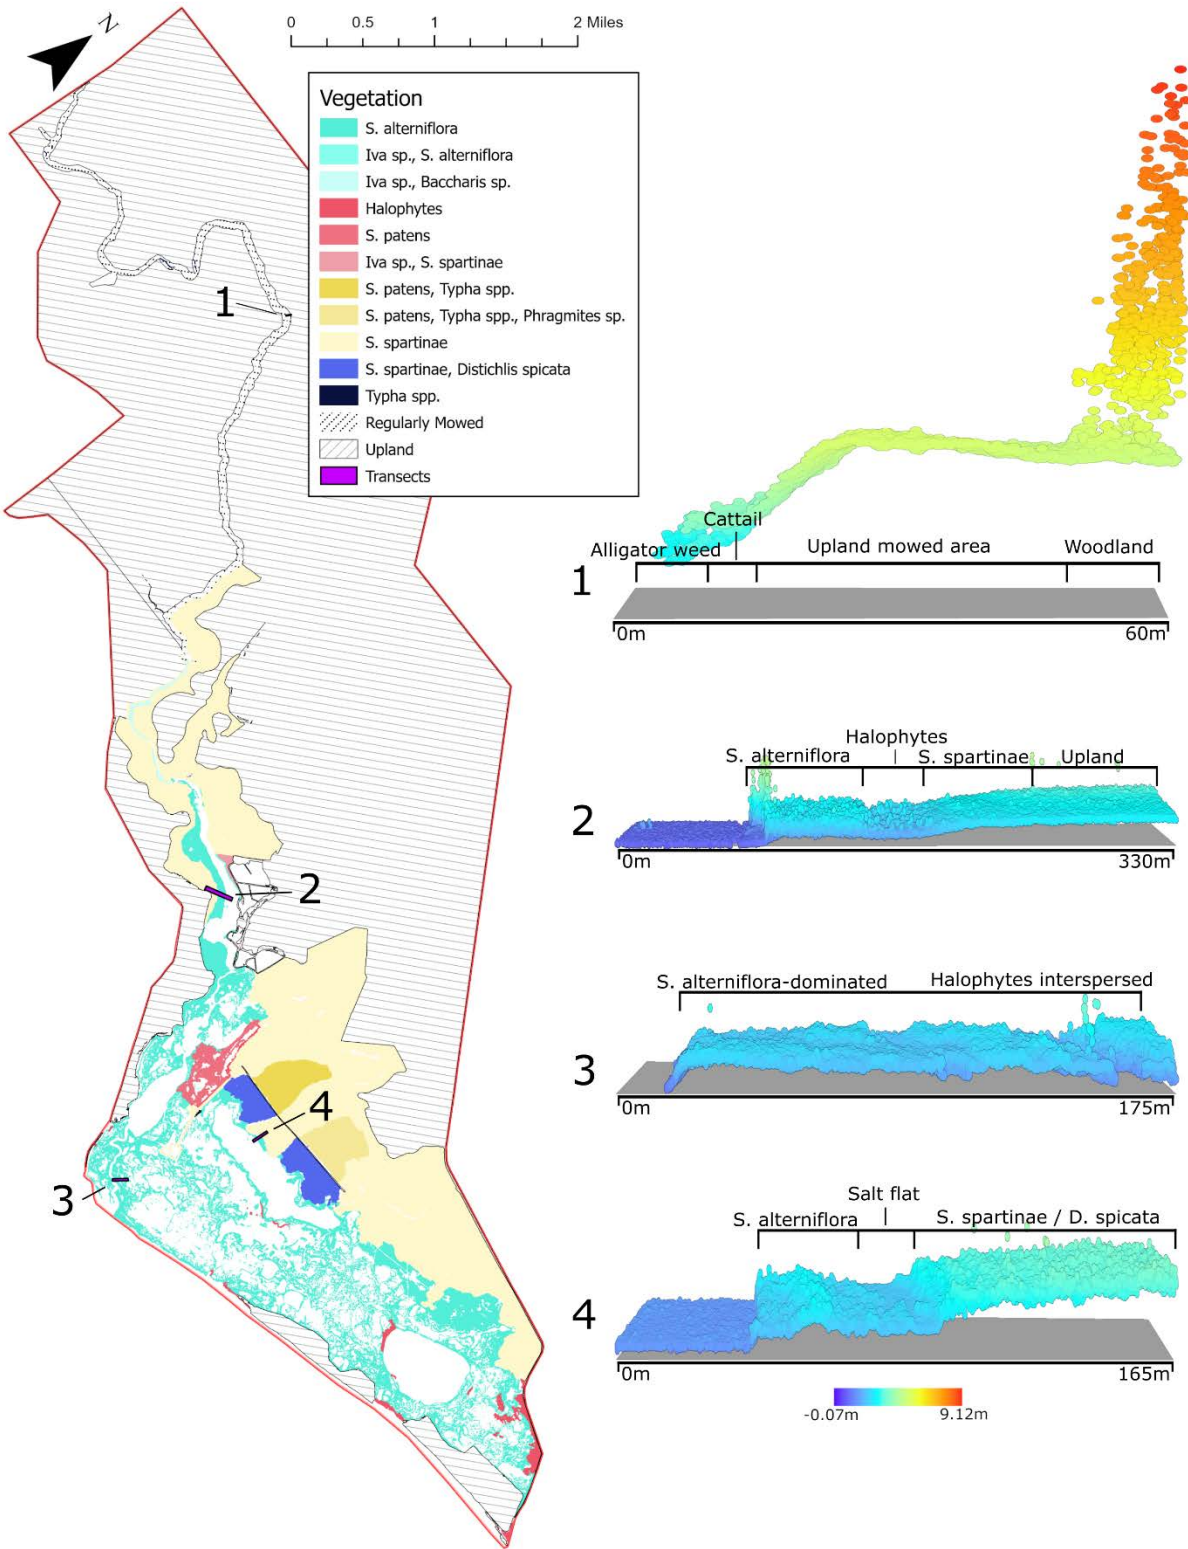 N
0 0.5 1 2 Miles
Vegetation
S. alterniflora
Iva sp., S. alterniflora
Iva sp., Baccharis sp.
Halophytes
S. patens
Iva sp., S. spartinae
S. patens, Typha spp.
S. patens, Typha spp., Phragmites sp.
S. spartinae
S. spartinae, Distichlis spicata
Typha spp.
Regularly Mowed
Upland
Transects
1
2
3
4
Cattail
Alligator weed Upland mowed area Woodland
1
0m 60m
Halophytes
S. alterniflora S. spartinae Upland
2
0m 330m
S. alterniflora-dominated Halophytes interspersed
3
0m 175m
Salt flat
S. alterniflora S. spartinae / D. spicata
4
0m 165m
-0.07m 9.12m